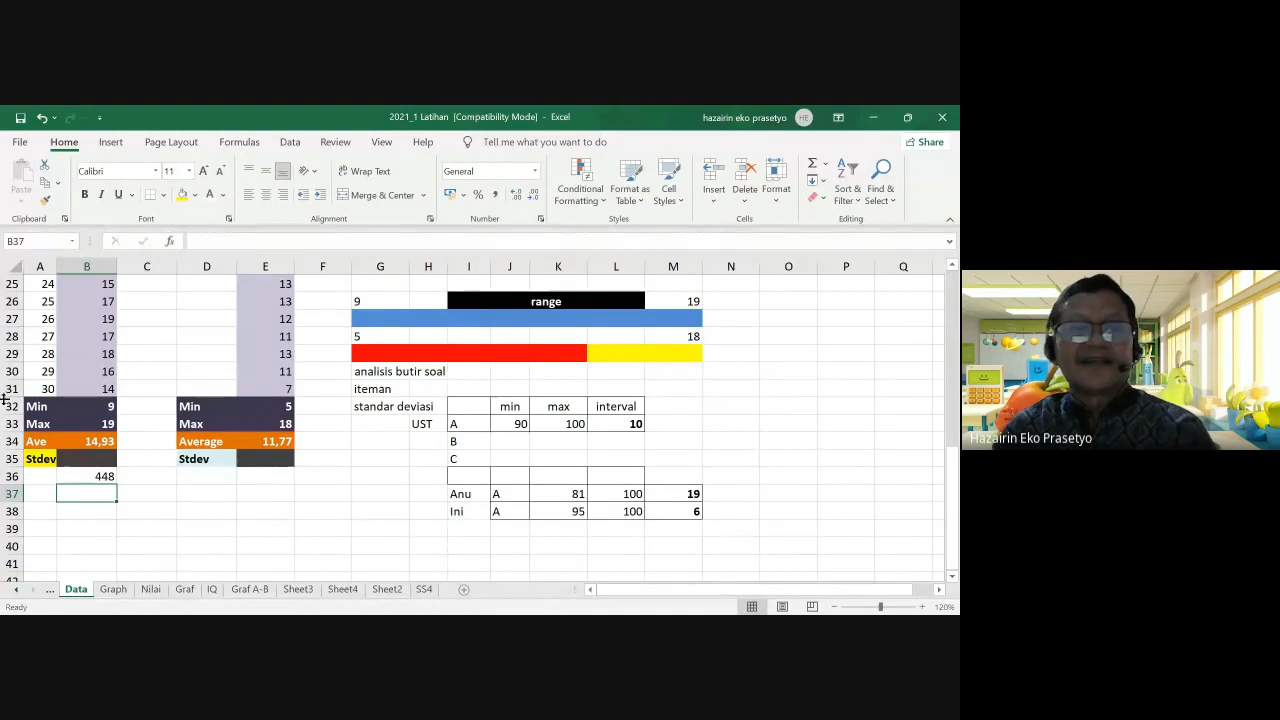 2021_1 Latihan [Compatibility Mode] - Excel
hazairin eko prasetyo
HE
File Home Insert Page Layout Formulas Data Review View Help Tell me what you want to do Share
Paste
Calibri 11
B I U
Wrap Text
Merge & Center
General
Conditional Formatting
Format as Table
Cell Styles
Insert Delete Format
Sort & Filter
Find & Select
Clipboard Font Alignment Number Styles Cells Editing
B37
A B C D E F G H I J K L M N O P Q
25 24 15 13
26 25 17 13 9 range 19
27 26 19 12
28 27 17 11 5 18
29 28 18 13
30 29 16 11 analisis butir soal
31 30 14 7 iteman
32 Min 9 Min 5 standar deviasi min max interval
33 Max 19 Max 18 UST A 90 100 10
34 Ave 14,93 Average 11,77 B
35 Stdev Stdev C
36 448
37 Anu A 81 100 19
38 Ini A 95 100 6
39
40
41
42
... Data Graph Nilai Graf IQ Graf A-B Sheet3 Sheet4 Sheet2 SS4
Ready
120%
Hazairin Eko Prasetyo